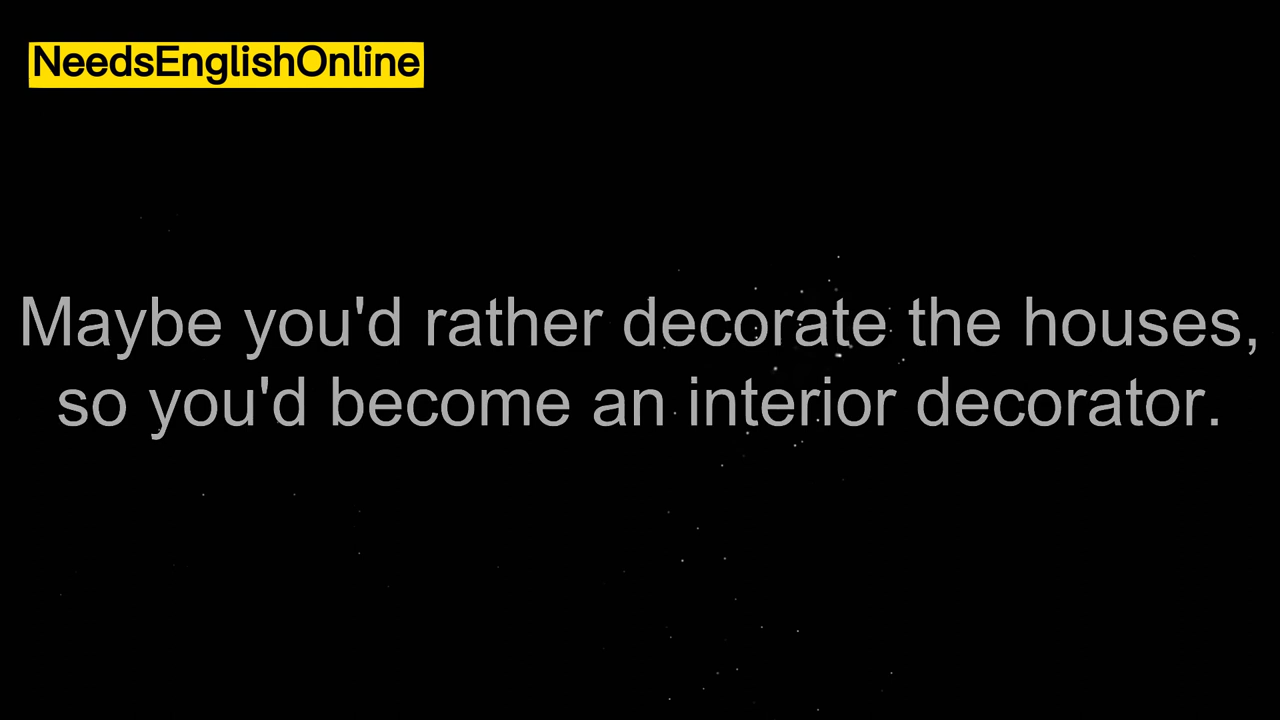 NeedsEnglishOnline
Maybe you'd rather decorate the houses,
so you'd become an interior decorator.